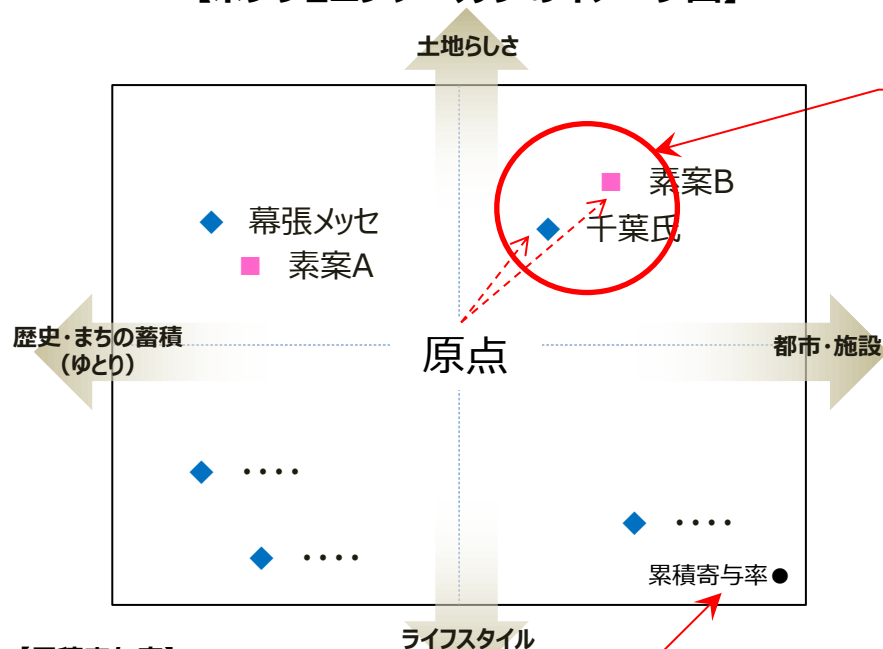 土地らしさ
素案B
幕張メッセ
千葉氏
素案A
歴史・まちの蓄積
（ゆとり）
原点
都市・施設
・・・・
・・・・
・・・・
累積寄与率●
ライフスタイル